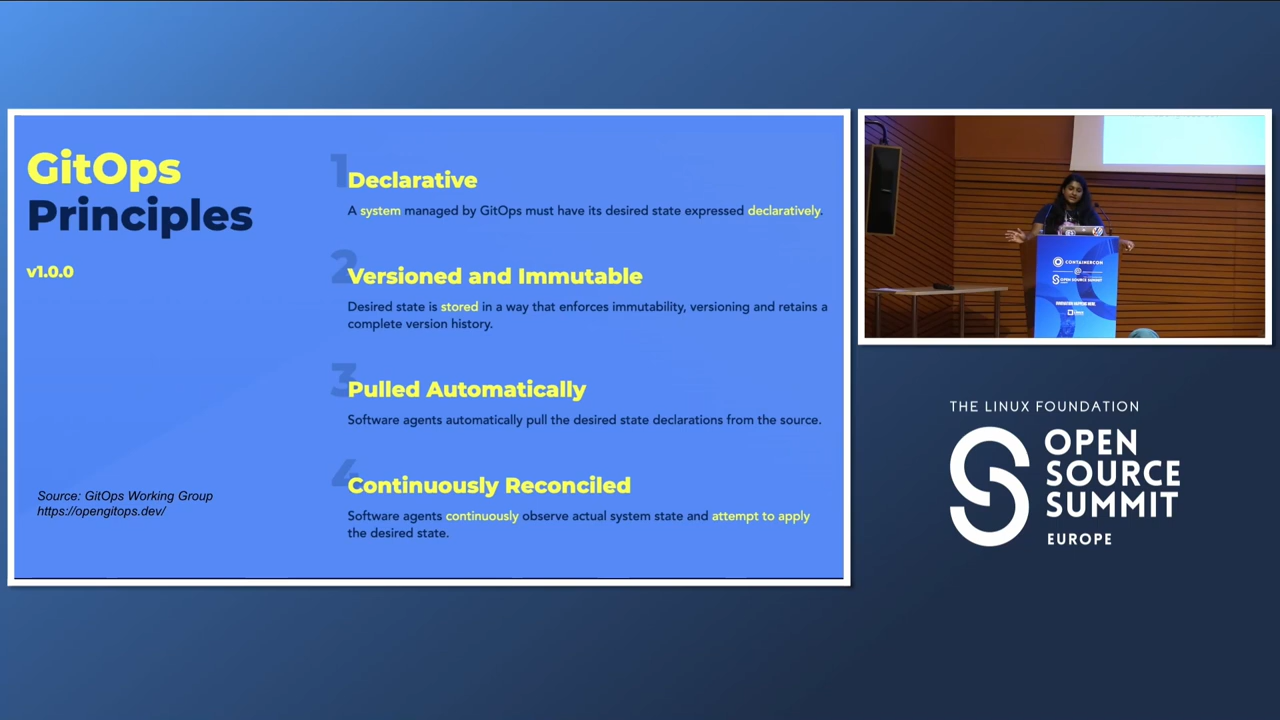 GitOps
Principles
v1.0.0
1
Declarative
A system managed by GitOps must have its desired state expressed declaratively.
2
Versioned and Immutable
Desired state is stored in a way that enforces immutability, versioning and retains a
complete version history.
3
Pulled Automatically
Software agents automatically pull the desired state declarations from the source.
4
Continuously Reconciled
Software agents continuously observe actual system state and attempt to apply
the desired state.
Source: GitOps Working Group
https://opengitops.dev/
CONTAINERCON
@
OPEN SOURCE SUMMIT
THE LINUX FOUNDATION
OPEN
SOURCE
SUMMIT
EUROPE